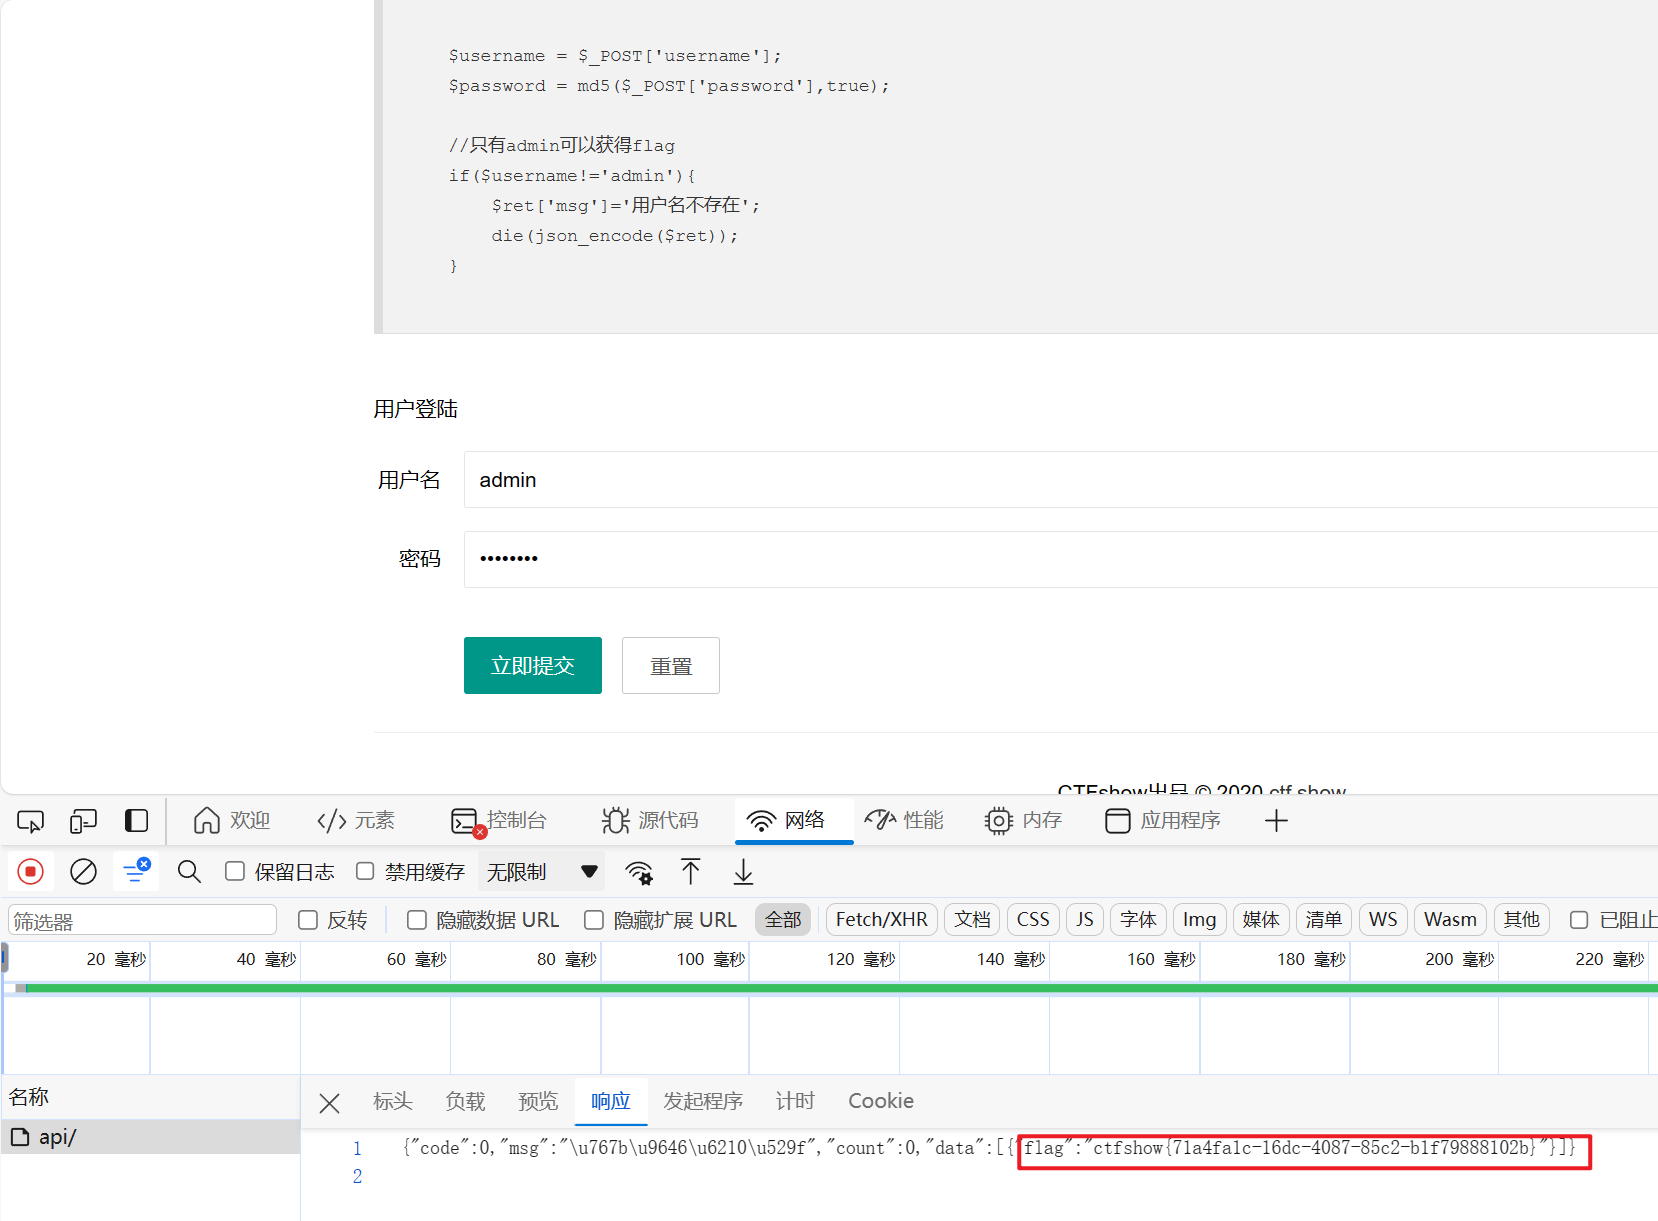 $username = $_POST['username'];
$password = md5($_POST['password'],true);
//只有admin可以获得flag
if($username!='admin'){
$ret['msg']='用户名不存在';
die(json_encode($ret));
}
用户登陆
用户名 admin
密码 ••••••••
立即提交 重置
CTFshow出品 © 2020 ctf.show
欢迎 元素 控制台 源代码 网络 性能 内存 应用程序
保留日志 禁用缓存 无限制
筛选器 反转 隐藏数据 URL 隐藏扩展 URL 全部 Fetch/XHR 文档 CSS JS 字体 Img 媒体 清单 WS Wasm 其他 已阻止
20 毫秒 40 毫秒 60 毫秒 80 毫秒 100 毫秒 120 毫秒 140 毫秒 160 毫秒 180 毫秒 200 毫秒 220 毫秒
名称 标头 负载 预览 响应 发起程序 计时 Cookie
api/
1 {"code":0,"msg":"\u767b\u9646\u6210\u529f","count":0,"data":[{"flag":"ctfshow{71a4fa1c-16dc-4087-85c2-b1f79888102b}"}]}
2